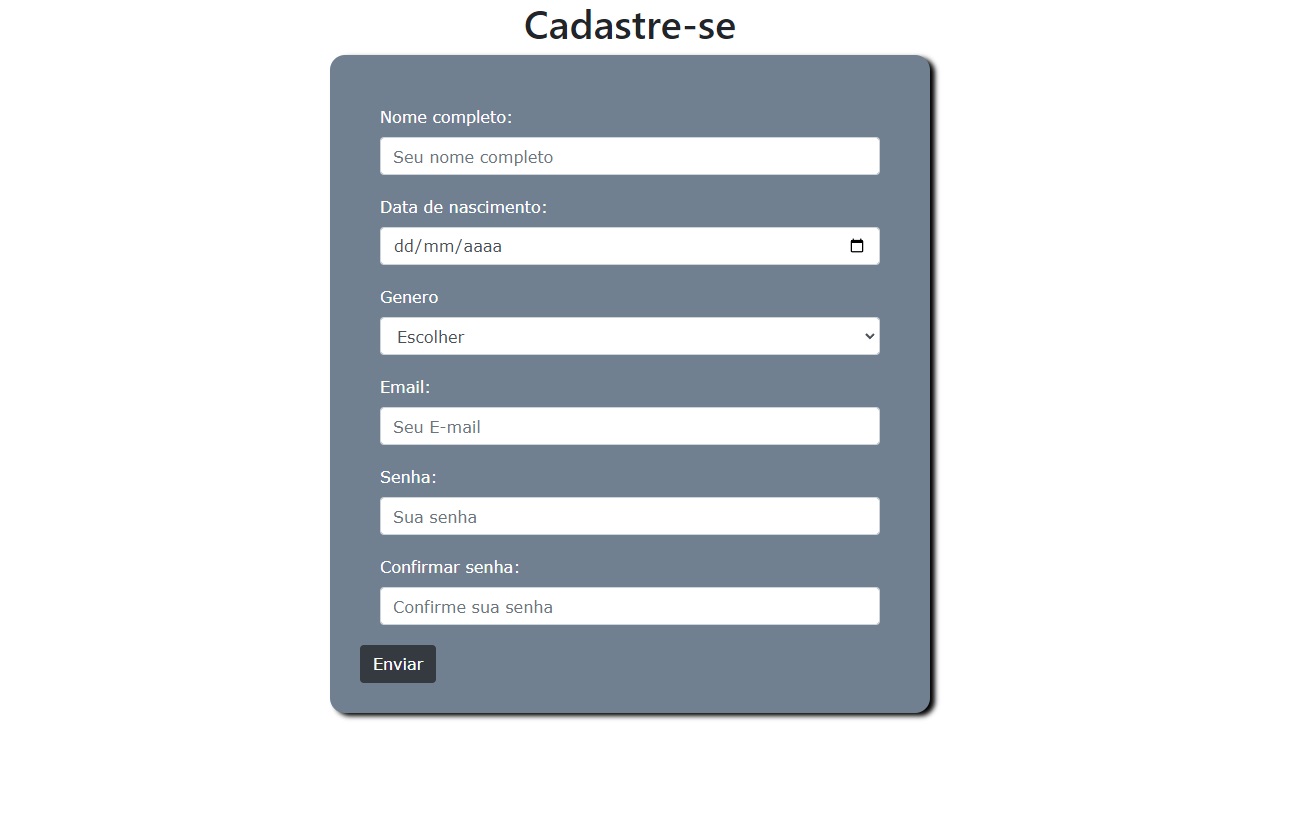 Cadastre-se
Nome completo:
Seu nome completo
Data de nascimento:
dd/mm/aaaa
Genero
Escolher
Email:
Seu E-mail
Senha:
Sua senha
Confirmar senha:
Confirme sua senha
Enviar